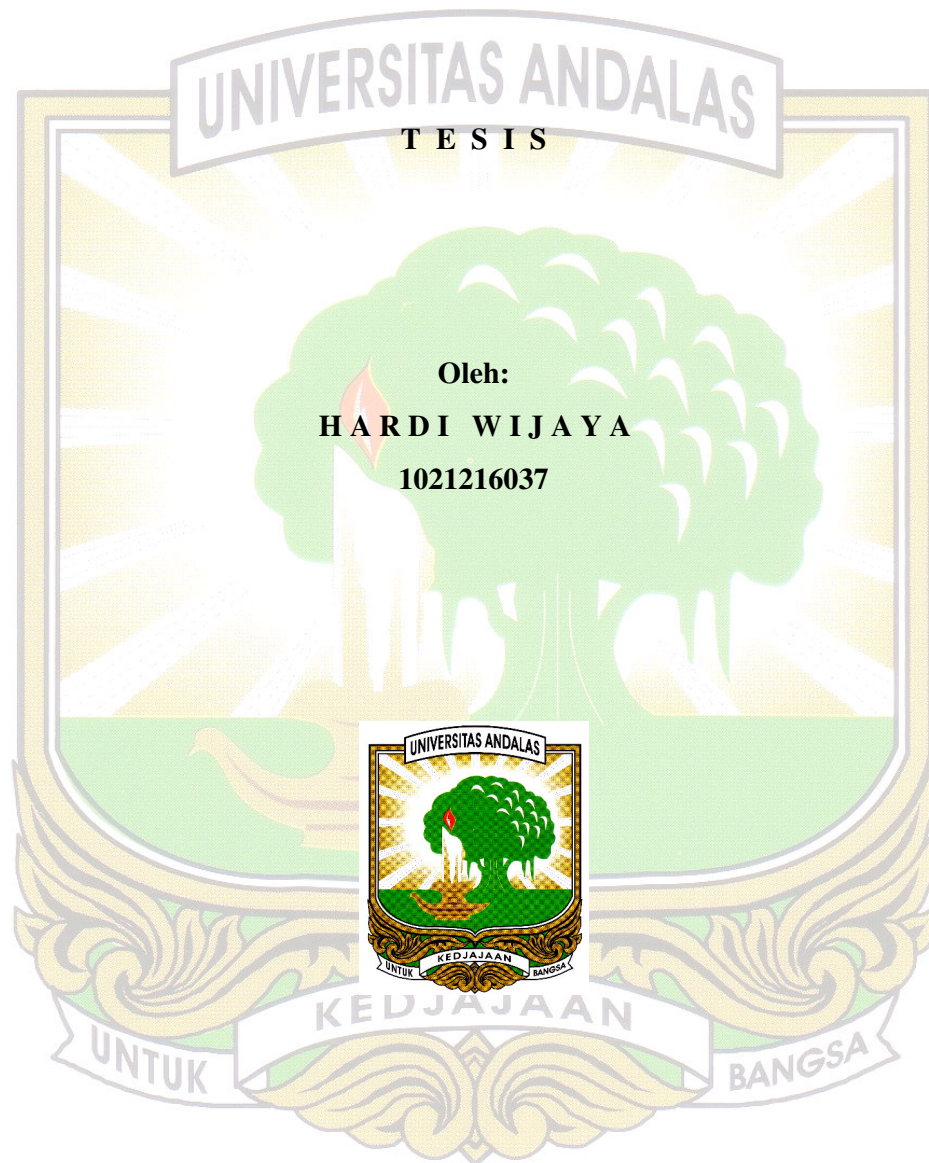 UNIVERSITAS ANDALAS
T E S I S
Oleh:
H A R D I   W I J A Y A
1021216037
UNIVERSITAS ANDALAS
UNTUK KEDJAJAAN BANGSA
UNTUK KEDJAJAAN BANGSA